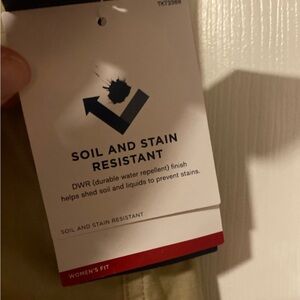 SOIL AND STAIN
RESISTANT
DWR (durable water repellent) finish
helps shed soil and liquids to prevent stains.
SOIL AND STAIN RESISTANT
WOMEN'S FIT